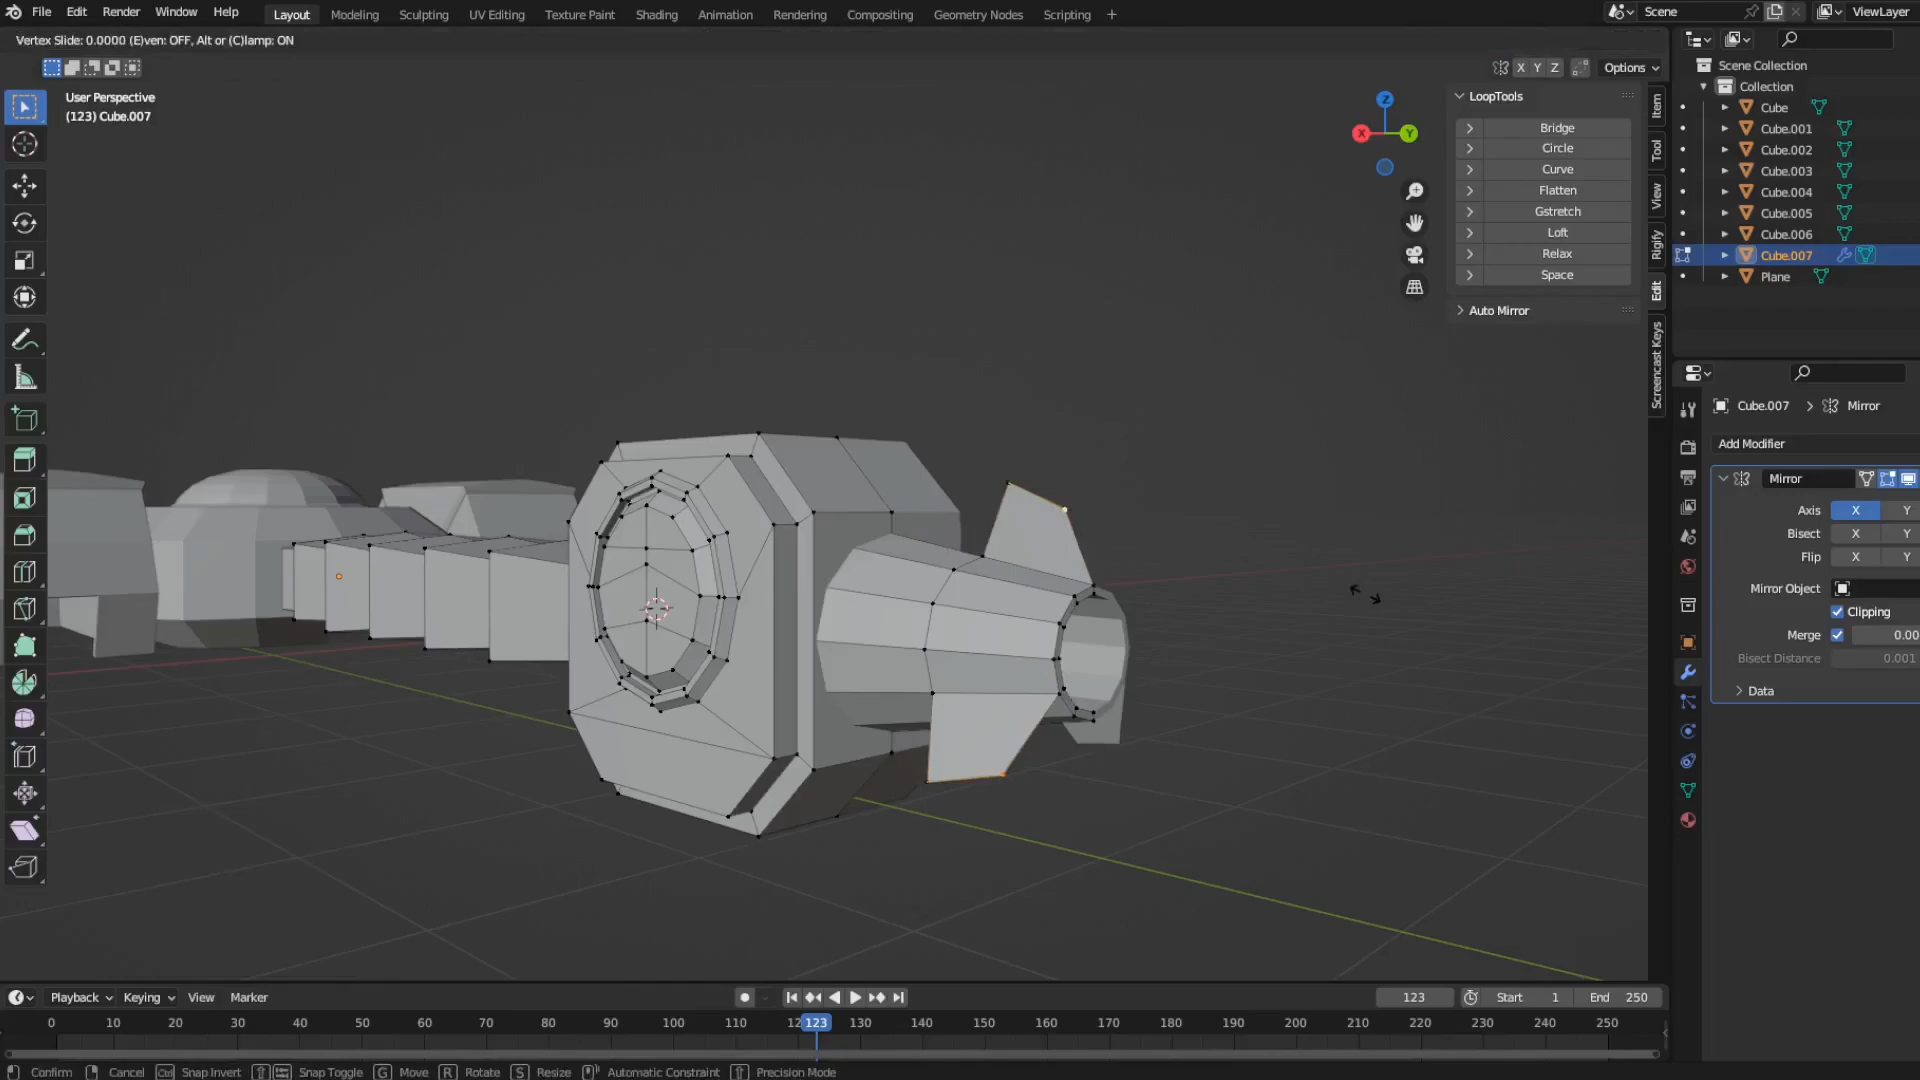 File Edit Render Window Help Layout Modeling Sculpting UV Editing Texture Paint Shading Animation Rendering Compositing Geometry Nodes Scripting + Scene ViewLayer
Vertex Slide: 0.0000 (E)ven: OFF, Alt or (C)lamp: ON
X Y Z Options
User Perspective
(123) Cube.007
Z
X Y
LoopTools
Bridge
Circle
Curve
Flatten
Gstretch
Loft
Relax
Space
Auto Mirror
Item
Tool
View
Rigify
Edit
Screencast Keys
Scene Collection
Collection
Cube
Cube.001
Cube.002
Cube.003
Cube.004
Cube.005
Cube.006
Cube.007
Plane
Cube.007 > Mirror
Add Modifier
Mirror
Axis X Y
Bisect X Y
Flip X Y
Mirror Object
Clipping
Merge 0.00
Bisect Distance 0.001
Data
Playback Keying View Marker 123 Start 1 End 250
0 10 20 30 40 50 60 70 80 90 100 110 12 123 130 140 150 160 170 180 190 200 210 220 230 240 250
Confirm Cancel Ctrl Snap Invert Snap Toggle G Move R Rotate S Resize Automatic Constraint Precision Mode